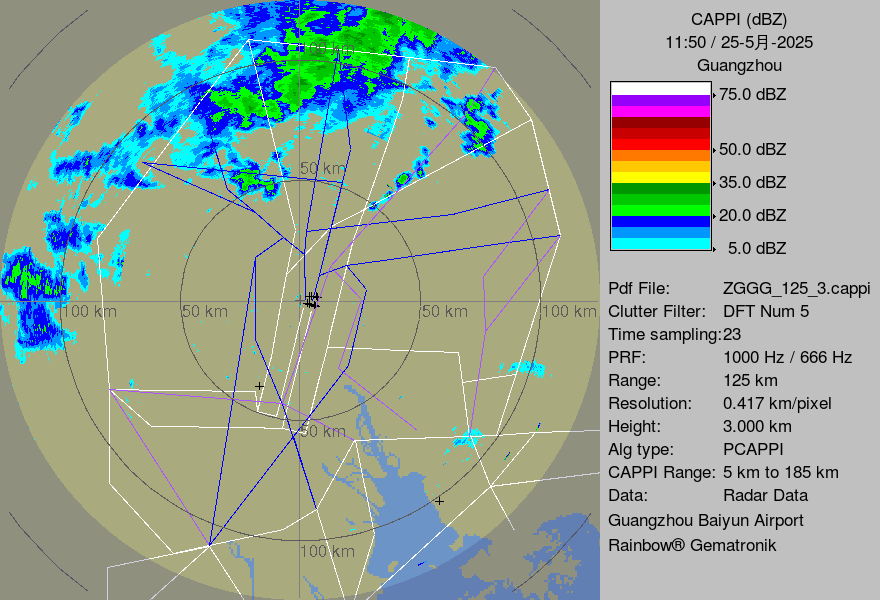 CAPPI (dBZ)
11:50 / 25-5月-2025
Guangzhou
75.0 dBZ
50.0 dBZ
35.0 dBZ
20.0 dBZ
5.0 dBZ
Pdf File: ZGGG_125_3.cappi
Clutter Filter: DFT Num 5
Time sampling:23
PRF: 1000 Hz / 666 Hz
Range: 125 km
Resolution: 0.417 km/pixel
Height: 3.000 km
Alg type: PCAPPI
CAPPI Range: 5 km to 185 km
Data: Radar Data
Guangzhou Baiyun Airport
Rainbow® Gematronik
100 km
50 km
100 km
50 km
50 km
100 km
50 km
100 km